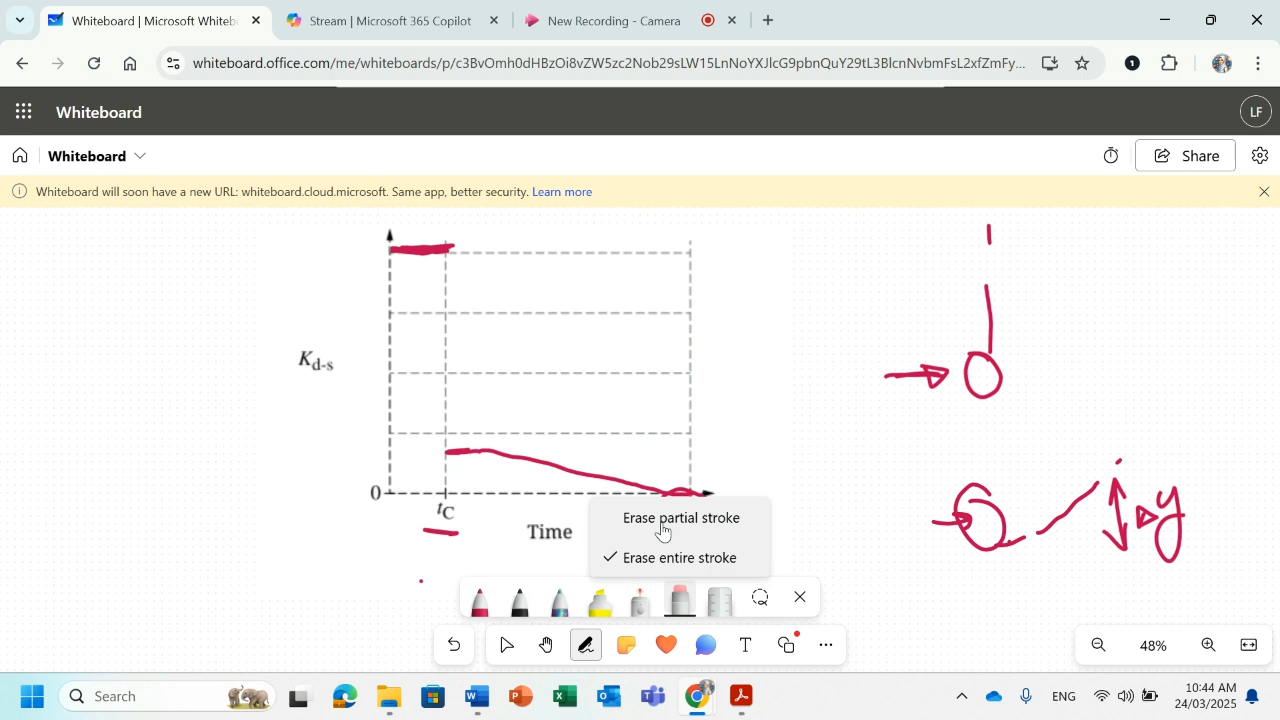 Whiteboard | Microsoft Whiteb
Stream | Microsoft 365 Copilot
New Recording - Camera
whiteboard.office.com/me/whiteboards/p/c3BvOmh0dHBzOi8vZW5zc2Nob29sLW15LnNoYXJlcG9pbnQuY29tL3BlcnNvbmFsL2xfZmFy...
1
Whiteboard
LF
Whiteboard
Share
Whiteboard will soon have a new URL: whiteboard.cloud.microsoft. Same app, better security. Learn more
Kd-s
0
tC
Time
Δy
Erase partial stroke
Erase entire stroke
T
48%
Search
ENG
10:44 AM
24/03/2025